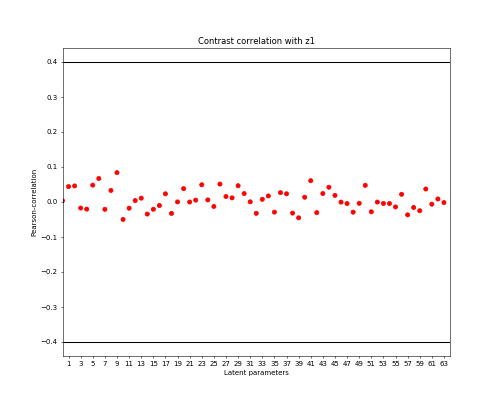 Contrast correlation with z1
0.4
0.3
0.2
0.1
0.0
−0.1
−0.2
−0.3
−0.4
Pearson-correlation
1 3 5 7 9 11 13 15 17 19 21 23 25 27 29 31 33 35 37 39 41 43 45 47 49 51 53 55 57 59 61 63
Latent parameters